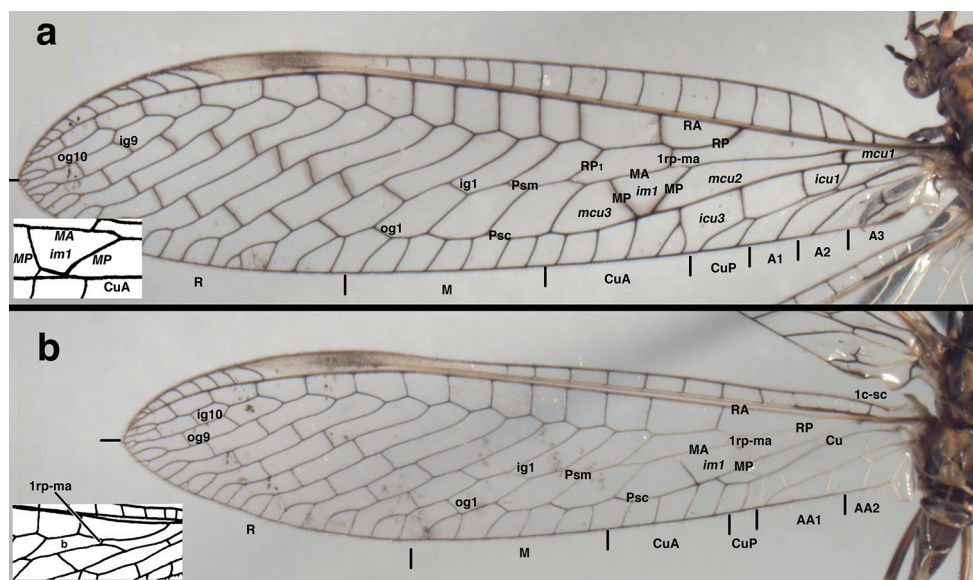 a
RA
RP
mcu1
ig9
og10
RP1
1rp-ma
MA
mcu2
icu1
ig1
Psm
MP
im1
MP
mcu3
icu3
og1
Psc
A3
A2
A1
CuP
CuA
M
R
MA
MP
im1
MP
CuA
b
1c-sc
ig10
RA
RP
og9
1rp-ma
Cu
MA
im1
MP
ig1
Psm
og1
Psc
1rp-ma
b
R
M
CuA
CuP
AA1
AA2